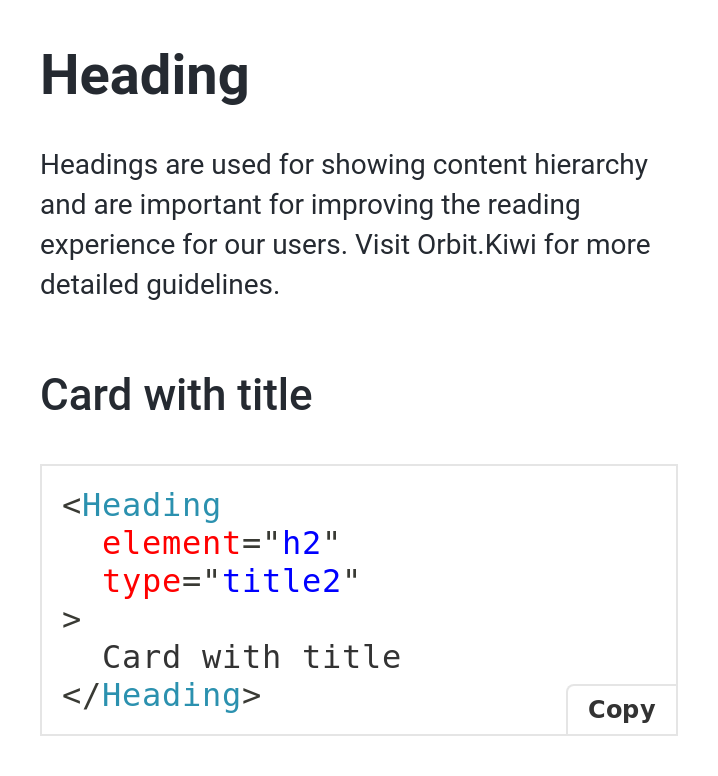 Heading
Headings are used for showing content hierarchy
and are important for improving the reading
experience for our users. Visit Orbit.Kiwi for more
detailed guidelines.
Card with title
<Heading
  element="h2"
  type="title2"
>
  Card with title
</Heading>
Copy